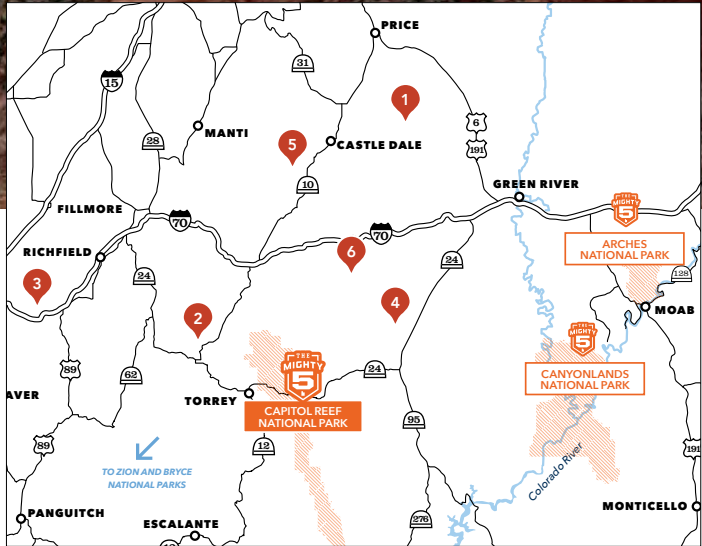 PRICE
31
15
1
6
MANTI
28
5
CASTLE DALE
191
10
GREEN RIVER
THE
MIGHTY
5
FILLMORE
70
ARCHES
NATIONAL PARK
RICHFIELD
6
70
24
24
128
3
2
4
MOAB
THE
MIGHTY
5
THE
MIGHTY
5
89
62
24
CANYONLANDS
NATIONAL PARK
AVER
TORREY
CAPITOL REEF
NATIONAL PARK
95
89
12
191
TO ZION AND BRYCE
NATIONAL PARKS
Colorado River
PANGUITCH
MONTICELLO
ESCALANTE
276